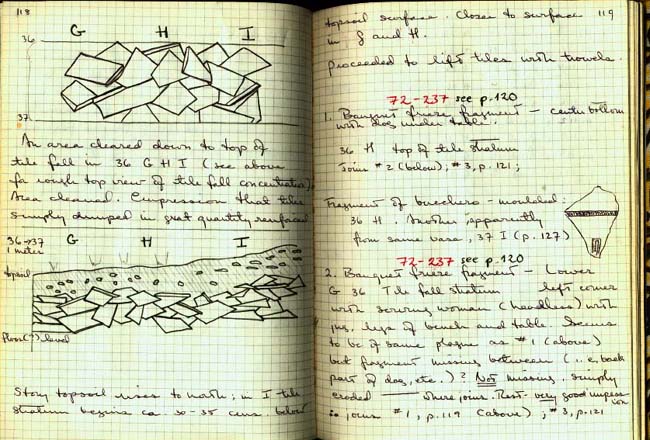 118
G H I
36
37
An area cleared down to top of
tile fall in 36 G H I (see above
for rough top view of tile fall concentration)
Area cleaned. Impression that tiles
simply dumped in great quantity
36→37
1 meter
G H I
topsoil
floor(?) level
Stony topsoil rises to north; in I tile
stratum begins ca. 30-35 cms. below
119
topsoil surface. Closer to surface
in G and H.
Proceeded to lift tiles with trowels.
72-237 see p.120
1. Banquet frieze fragment – center bottom
with dog under table.
36 H top of tile stratum
joins #2 (below); #3, p. 121;
Fragment of bucchero – moulded.
36 H. Another apparently
from same vase, 37 I (p. 127)
72-237 see p.120
2. Banquet frieze fragment – Lower
G 36 Tile fall stratum left corner
with serving woman (headless) with
jug, legs of bench and table. Seems
to be of same plaque as #1 (above)
but fragment missing between (i.e. back
part of dog, etc.)? Not missing, simply
eroded where joins. Rest – very good impression
joins #1, p. 119 (above); #3, p. 121